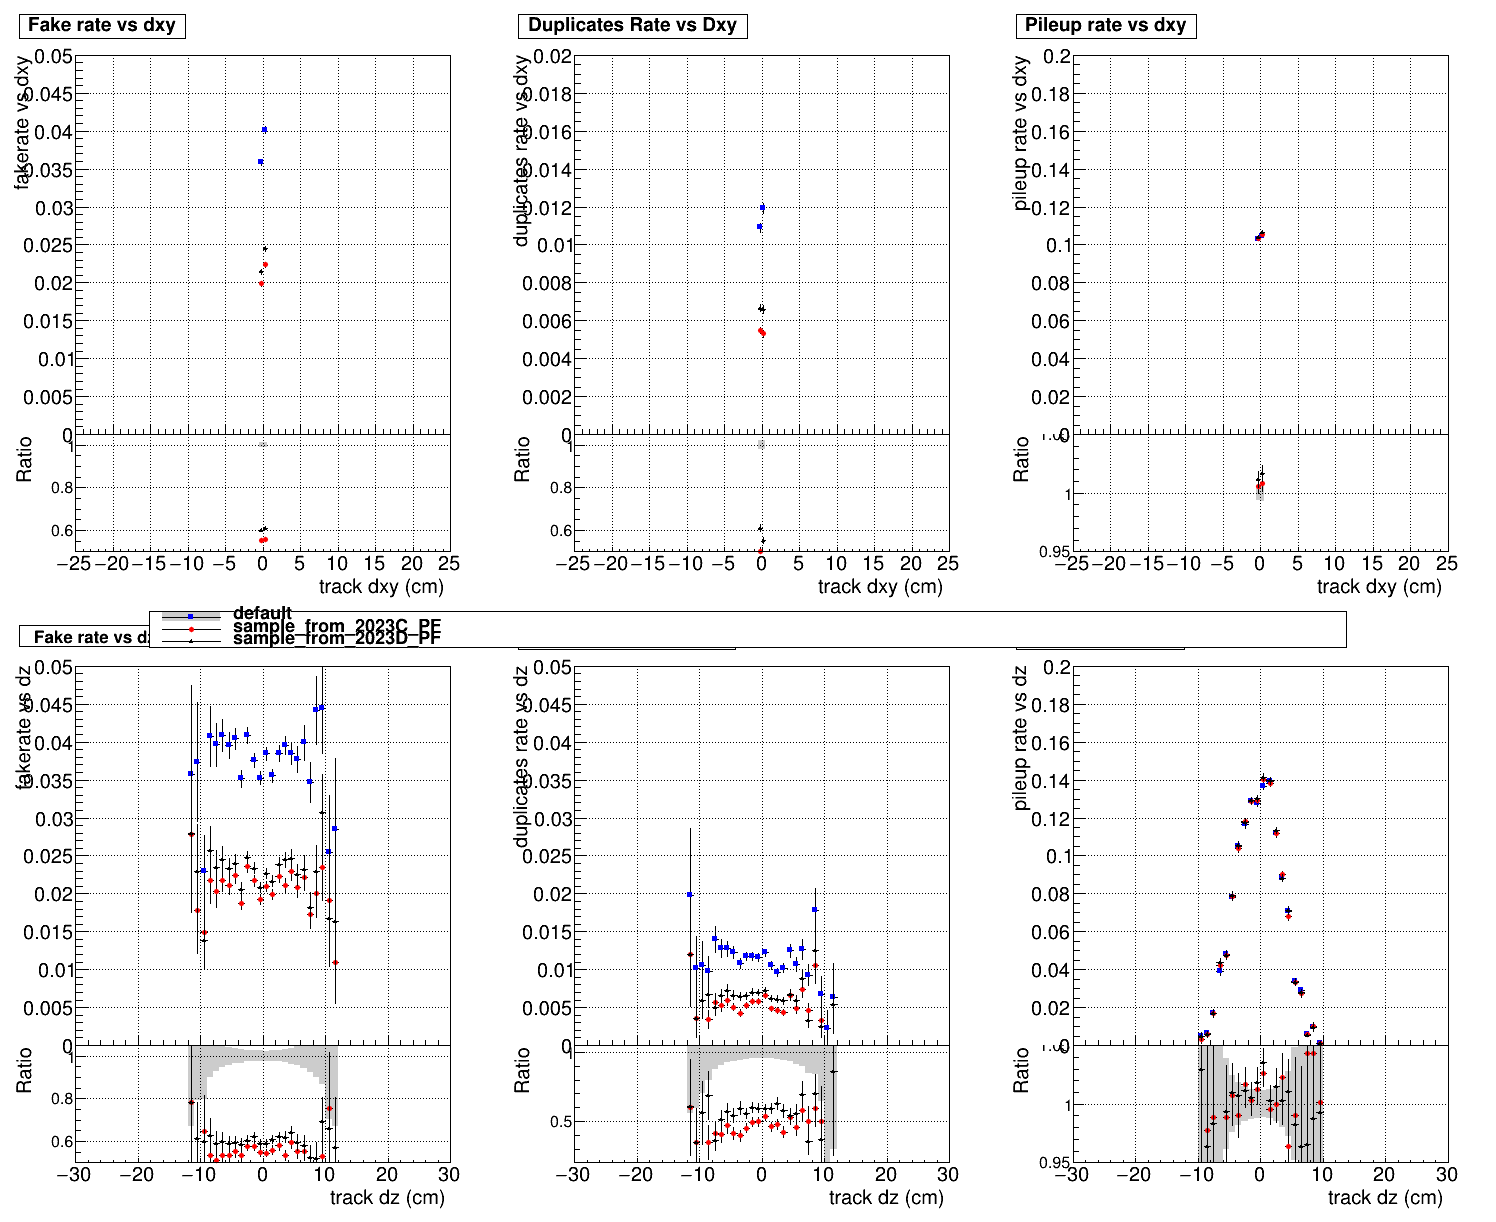 Fake rate vs dxy
Duplicates Rate vs Dxy
Pileup rate vs dxy
fakerate vs dxy
0.05
0.045
0.04
0.035
0.03
0.025
0.02
0.015
0.01
0.005
0
Ratio
1
0.8
0.6
−25 −20 −15 −10 −5 0 5 10 15 20 25
track dxy (cm)
duplicates rate vs dxy
0.02
0.018
0.016
0.014
0.012
0.01
0.008
0.006
0.004
0.002
0
Ratio
1
0.8
0.6
−25 −20 −15 −10 −5 0 5 10 15 20 25
track dxy (cm)
pileup rate vs dxy
0.2
0.18
0.16
0.14
0.12
0.1
0.08
0.06
0.04
0.02
0
Ratio
1
0.95
−25 −20 −15 −10 −5 0 5 10 15 20 25
track dxy (cm)
default
sample_from_2023C_PF
sample_from_2023D_PF
Fake rate vs dz
fakerate vs dz
0.05
0.045
0.04
0.035
0.03
0.025
0.02
0.015
0.01
0.005
0
Ratio
1
0.8
0.6
−30 −20 −10 0 10 20 30
track dz (cm)
duplicates rate vs dz
0.05
0.045
0.04
0.035
0.03
0.025
0.02
0.015
0.01
0.005
0
Ratio
1
0.5
−30 −20 −10 0 10 20 30
track dz (cm)
pileup rate vs dz
0.2
0.18
0.16
0.14
0.12
0.1
0.08
0.06
0.04
0.02
0
Ratio
1
0.95
−30 −20 −10 0 10 20 30
track dz (cm)